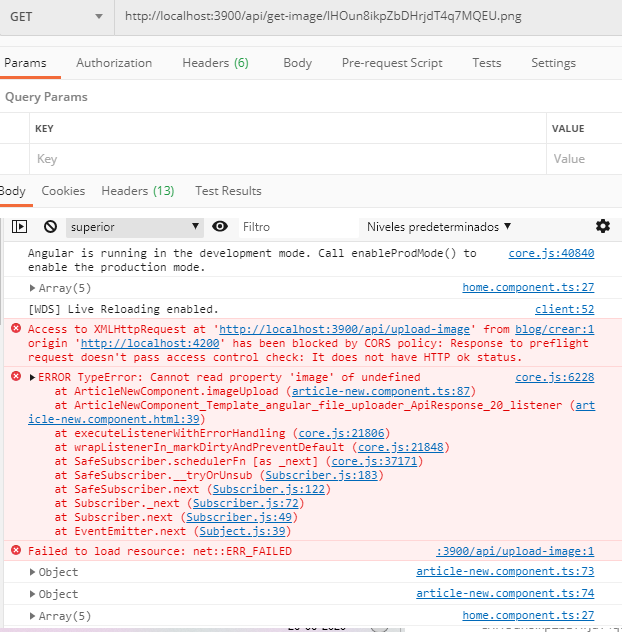 GET http://localhost:3900/api/get-image/lHOun8ikpZbDHrjdT4q7MQEU.png
Params Authorization Headers (6) Body Pre-request Script Tests Settings
Query Params
KEY VALUE
Key Value
Body Cookies Headers (13) Test Results
superior Filtro Niveles predeterminados
Angular is running in the development mode. Call enableProdMode() to core.js:40840
enable the production mode.
Array(5) home.component.ts:27
[WDS] Live Reloading enabled. client:52
Access to XMLHttpRequest at 'http://localhost:3900/api/upload-image' from blog/crear:1
origin 'http://localhost:4200' has been blocked by CORS policy: Response to preflight
request doesn't pass access control check: It does not have HTTP ok status.
ERROR TypeError: Cannot read property 'image' of undefined core.js:6228
at ArticleNewComponent.imageUpload (article-new.component.ts:87)
at ArticleNewComponent_Template_angular_file_uploader_ApiResponse_20_listener (art
icle-new.component.html:39)
at executeListenerWithErrorHandling (core.js:21806)
at wrapListenerIn_markDirtyAndPreventDefault (core.js:21848)
at SafeSubscriber.schedulerFn [as _next] (core.js:37171)
at SafeSubscriber.__tryOrUnsub (Subscriber.js:183)
at SafeSubscriber.next (Subscriber.js:122)
at Subscriber._next (Subscriber.js:72)
at Subscriber.next (Subscriber.js:49)
at EventEmitter.next (Subject.js:39)
Failed to load resource: net::ERR_FAILED :3900/api/upload-image:1
Object article-new.component.ts:73
Object article-new.component.ts:74
Array(5) home.component.ts:27